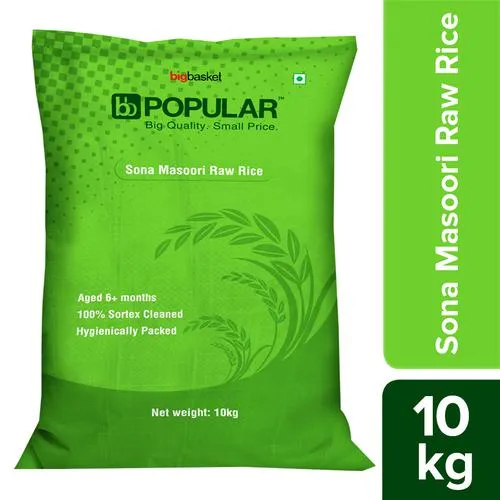 bigbasket
bb POPULAR™
Big Quality. Small Price.
Sona Masoori Raw Rice
Aged 6+ months
100% Sortex Cleaned
Hygienically Packed
Net weight: 10kg
Sona Masoori Raw Rice
10
kg